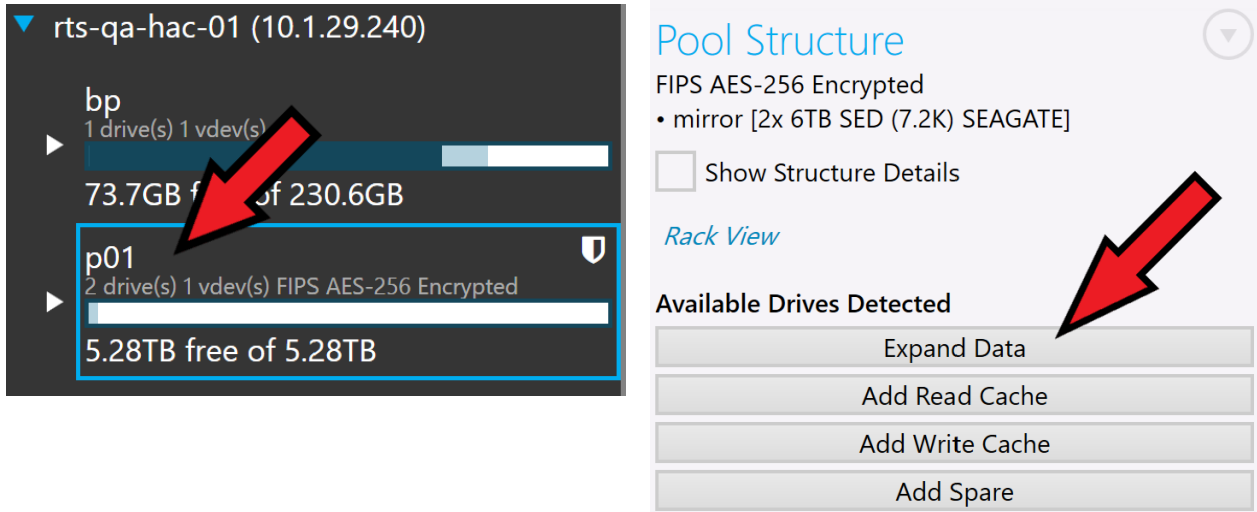 rts-qa-hac-01 (10.1.29.240)
bp
1 drive(s) 1 vdev(s)
73.7GB of 230.6GB
p01
2 drive(s) 1 vdev(s) FIPS AES-256 Encrypted
5.28TB free of 5.28TB
Pool Structure
FIPS AES-256 Encrypted
• mirror [2x 6TB SED (7.2K) SEAGATE]
Show Structure Details
Rack View
Available Drives Detected
Expand Data
Add Read Cache
Add Write Cache
Add Spare